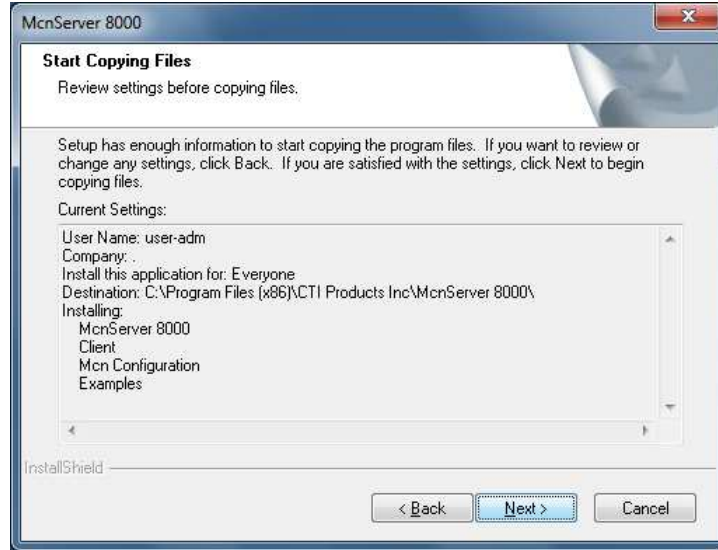 McnServer 8000
Start Copying Files
Review settings before copying files.
Setup has enough information to start copying the program files. If you want to review or
change any settings, click Back. If you are satisfied with the settings, click Next to begin
copying files.
Current Settings:
User Name: user-adm
Company: .
Install this application for: Everyone
Destination: C:\Program Files (x86)\CTI Products Inc\McnServer 8000\
Installing:
McnServer 8000
Client
Mcn Configuration
Examples
InstallShield
< Back
Next >
Cancel